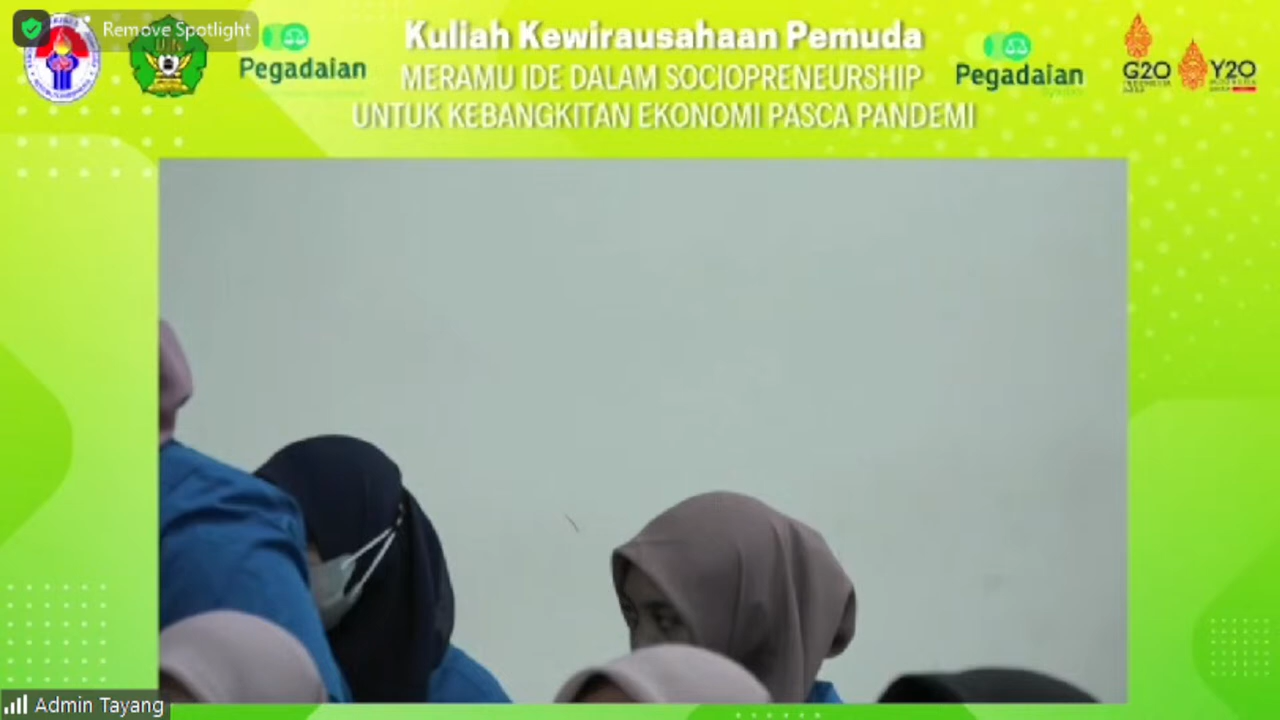 Remove Spotlight
Pegadaian
Kuliah Kewirausahaan Pemuda
MERAMU IDE DALAM SOCIOPRENEURSHIP
UNTUK KEBANGKITAN EKONOMI PASCA PANDEMI
Pegadaian
G20
Y20
Admin Tayang